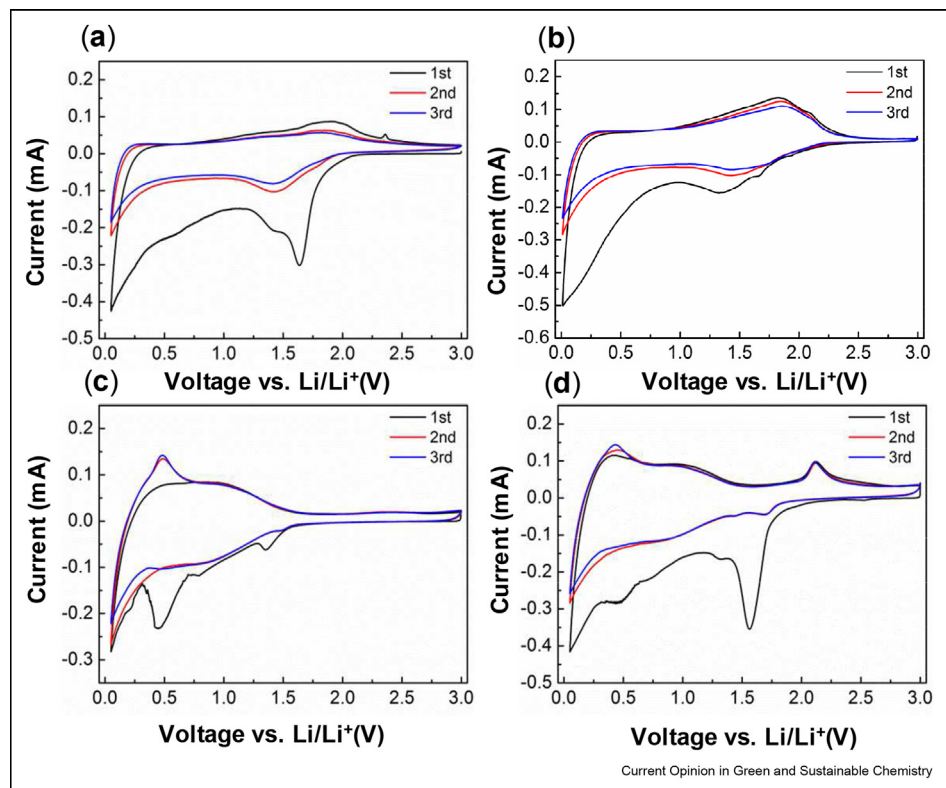 (a)
0.2
0.1
0.0
-0.1
-0.2
-0.3
-0.4
-0.5
Current (mA)
1st
2nd
3rd
0.0 0.5 1.0 1.5 2.0 2.5 3.0
Voltage vs. Li/Li⁺(V)
(b)
0.2
0.1
0.0
-0.1
-0.2
-0.3
-0.4
-0.5
-0.6
Current (mA)
1st
2nd
3rd
0.0 0.5 1.0 1.5 2.0 2.5 3.0
Voltage vs. Li/Li⁺(V)
(c)
0.2
0.1
0.0
-0.1
-0.2
-0.3
Current (mA)
1st
2nd
3rd
0.0 0.5 1.0 1.5 2.0 2.5 3.0
Voltage vs. Li/Li⁺(V)
(d)
0.2
0.1
0.0
-0.1
-0.2
-0.3
-0.4
-0.5
Current (mA)
1st
2nd
3rd
0.0 0.5 1.0 1.5 2.0 2.5 3.0
Voltage vs. Li/Li⁺(V)
Current Opinion in Green and Sustainable Chemistry